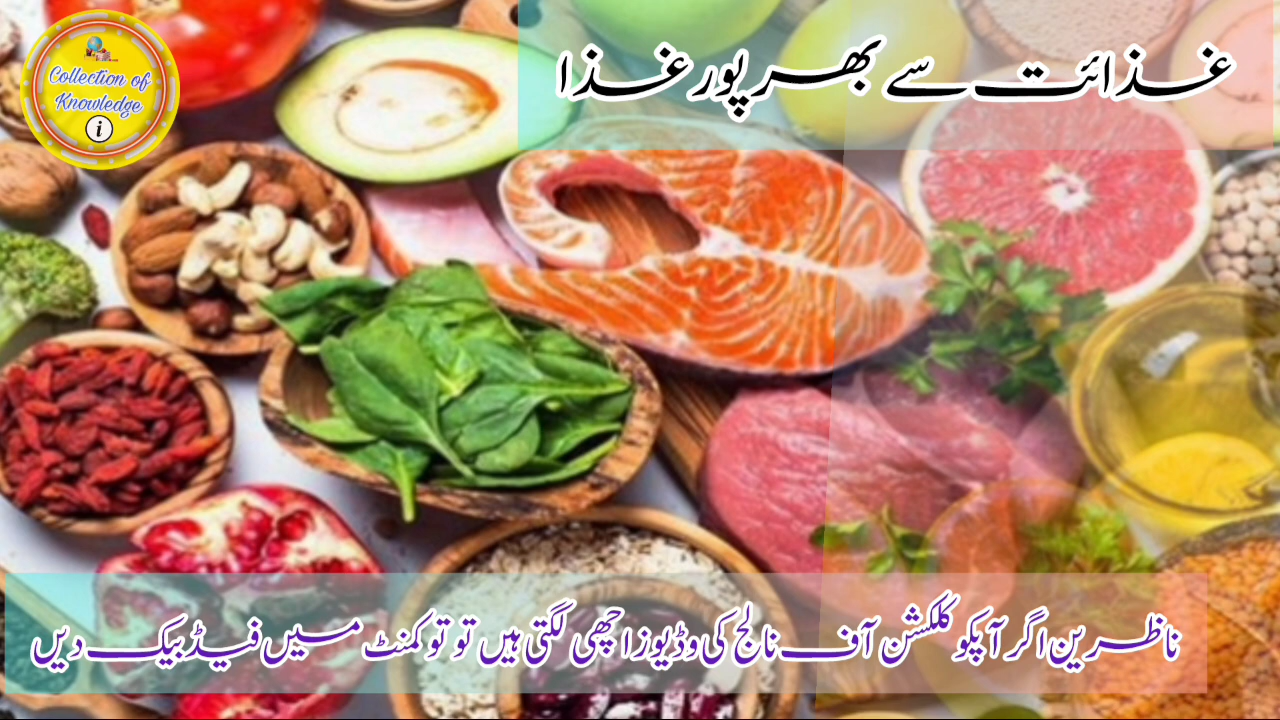 Collection of
Knowledge
i
غذائت سے بھرپور غذا
ناظرین اگر آپکو کلکشن آف نالج کی وڈیوز اچھی لگتی ہیں تو تو کمنٹ میں فیڈبیک دیں